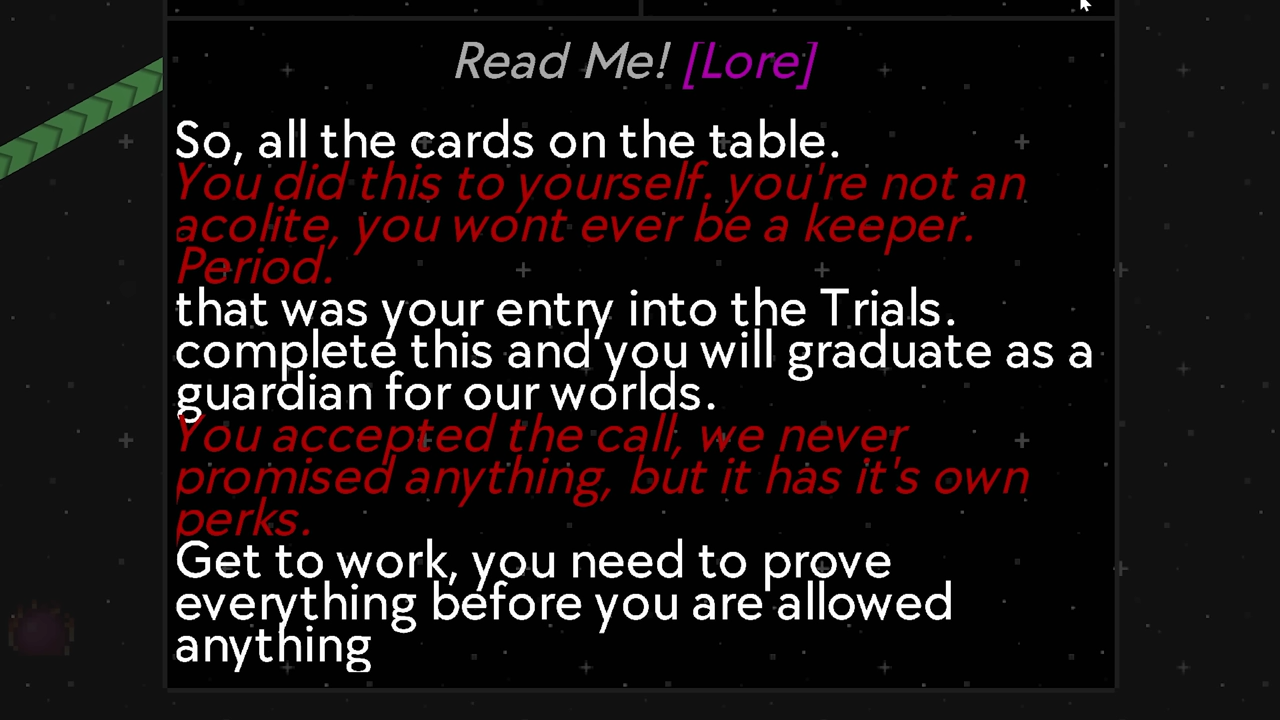 Read Me! [Lore]
So, all the cards on the table.
You did this to yourself. you're not an
acolite, you wont ever be a keeper.
Period.
that was your entry into the Trials.
complete this and you will graduate as a
guardian for our worlds.
You accepted the call, we never
promised anything, but it has it's own
perks.
Get to work, you need to prove
everything before you are allowed
anything